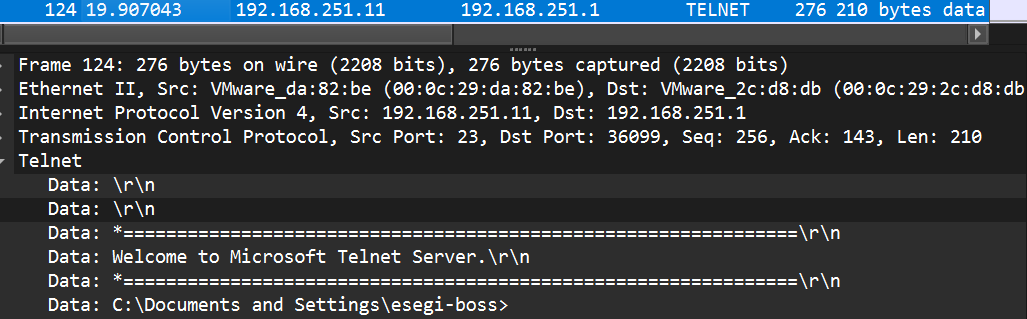 124 19.907043 192.168.251.11 192.168.251.1 TELNET 276 210 bytes data
Frame 124: 276 bytes on wire (2208 bits), 276 bytes captured (2208 bits)
Ethernet II, Src: VMware_da:82:be (00:0c:29:da:82:be), Dst: VMware_2c:d8:db (00:0c:29:2c:d8:db
Internet Protocol Version 4, Src: 192.168.251.11, Dst: 192.168.251.1
Transmission Control Protocol, Src Port: 23, Dst Port: 36099, Seq: 256, Ack: 143, Len: 210
Telnet
Data: \r\n
Data: \r\n
Data: *===============================================================\r\n
Data: Welcome to Microsoft Telnet Server.\r\n
Data: *===============================================================\r\n
Data: C:\Documents and Settings\esegi-boss>